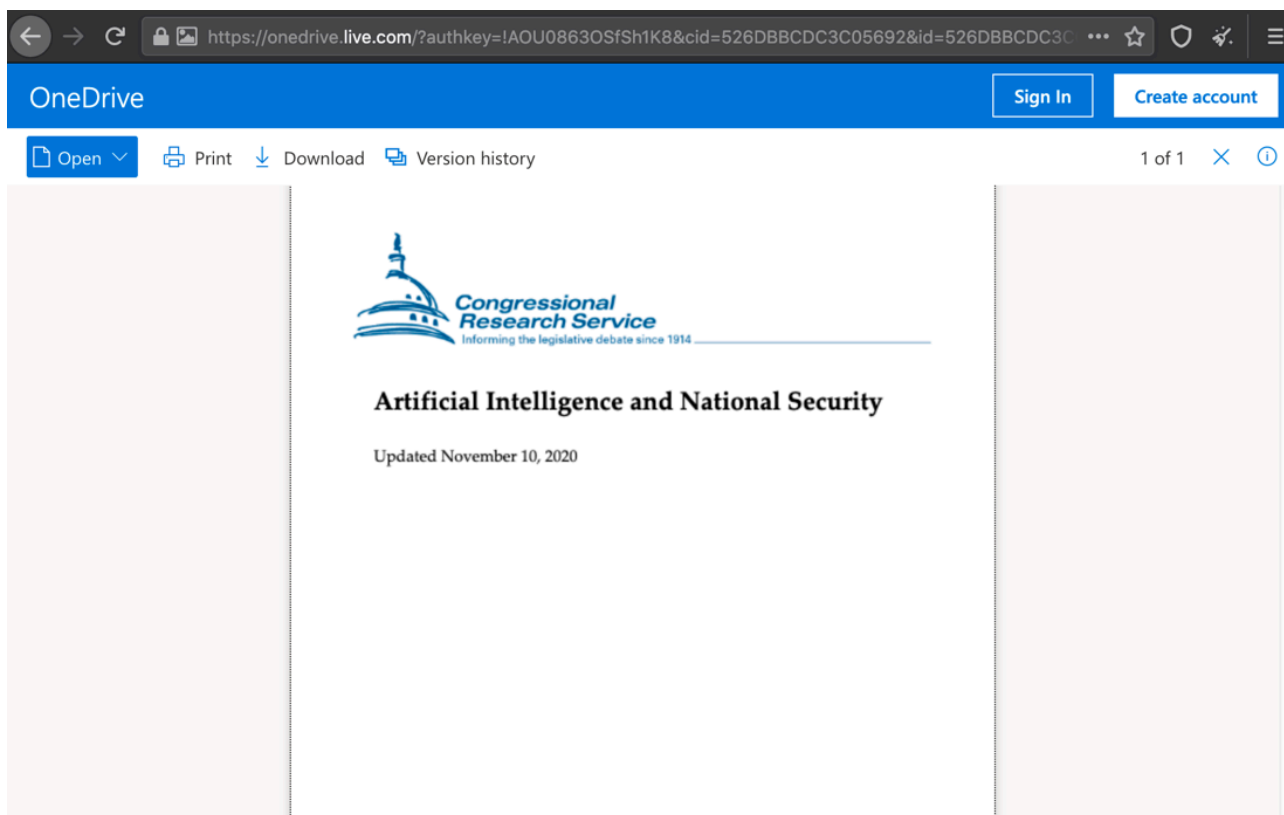 https://onedrive.live.com/?authkey=!AOU0863OSfSh1K8&cid=526DBBCDC3C05692&id=526DBBCDC3C
OneDrive
Sign In
Create account
Open
Print
Download
Version history
1 of 1
Congressional
Research Service
Informing the legislative debate since 1914
Artificial Intelligence and National Security
Updated November 10, 2020